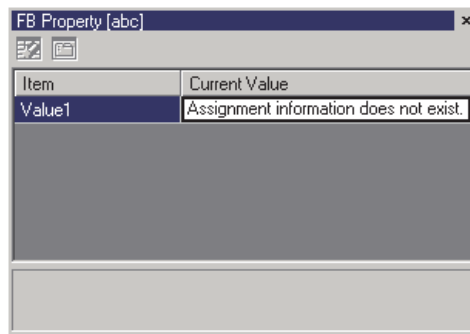 FB Property [abc]
Item Current Value
Value1 Assignment information does not exist.